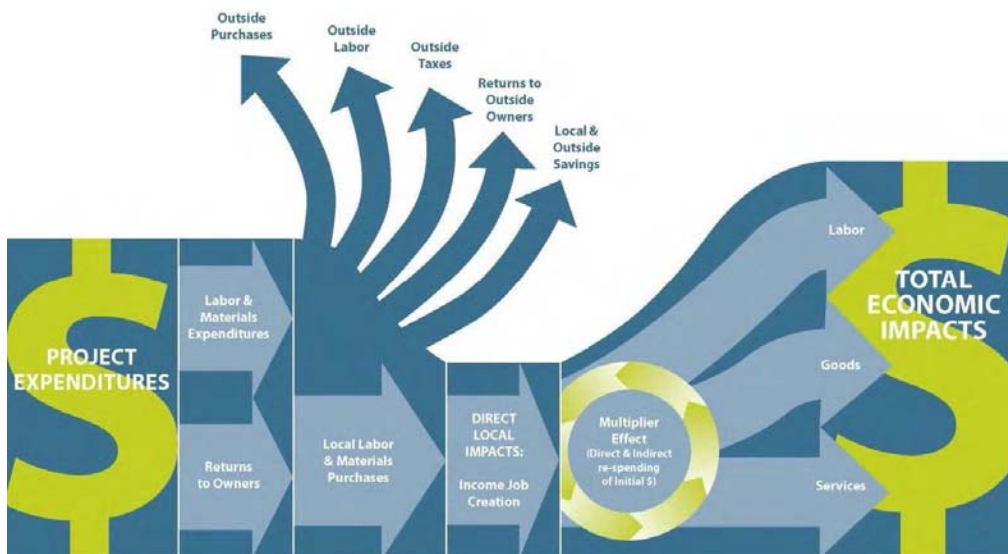 Outside
Purchases
Outside
Labor
Outside
Taxes
Returns to
Outside
Owners
Local &
Outside
Savings
PROJECT
EXPENDITURES
Labor &
Materials
Expenditures
Returns
to Owners
Local Labor
& Materials
Purchases
DIRECT
LOCAL
IMPACTS:
Income Job
Creation
Multiplier
Effect
(Direct & Indirect
re-spending
of Initial $)
Labor
Goods
Services
TOTAL
ECONOMIC
IMPACTS